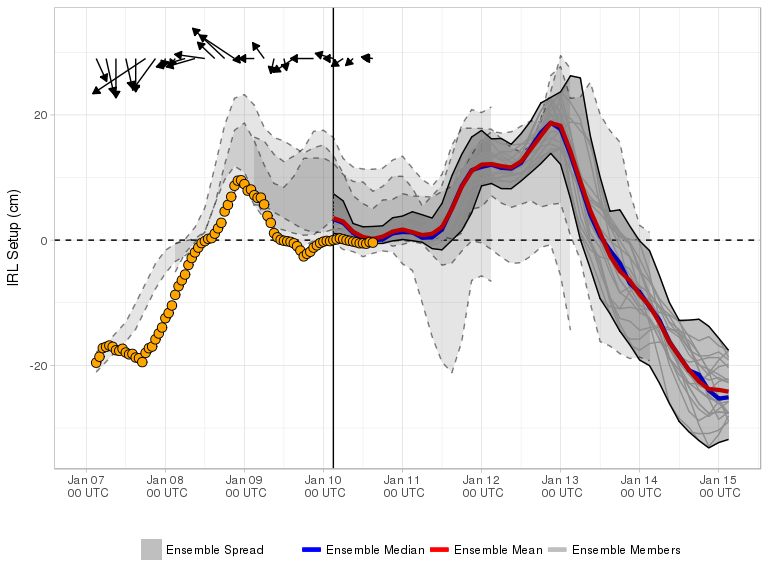 IRL Setup (cm)
20
0
-20
Jan 07 Jan 08 Jan 09 Jan 10 Jan 11 Jan 12 Jan 13 Jan 14 Jan 15
00 UTC 00 UTC 00 UTC 00 UTC 00 UTC 00 UTC 00 UTC 00 UTC 00 UTC
Ensemble Spread Ensemble Median Ensemble Mean Ensemble Members